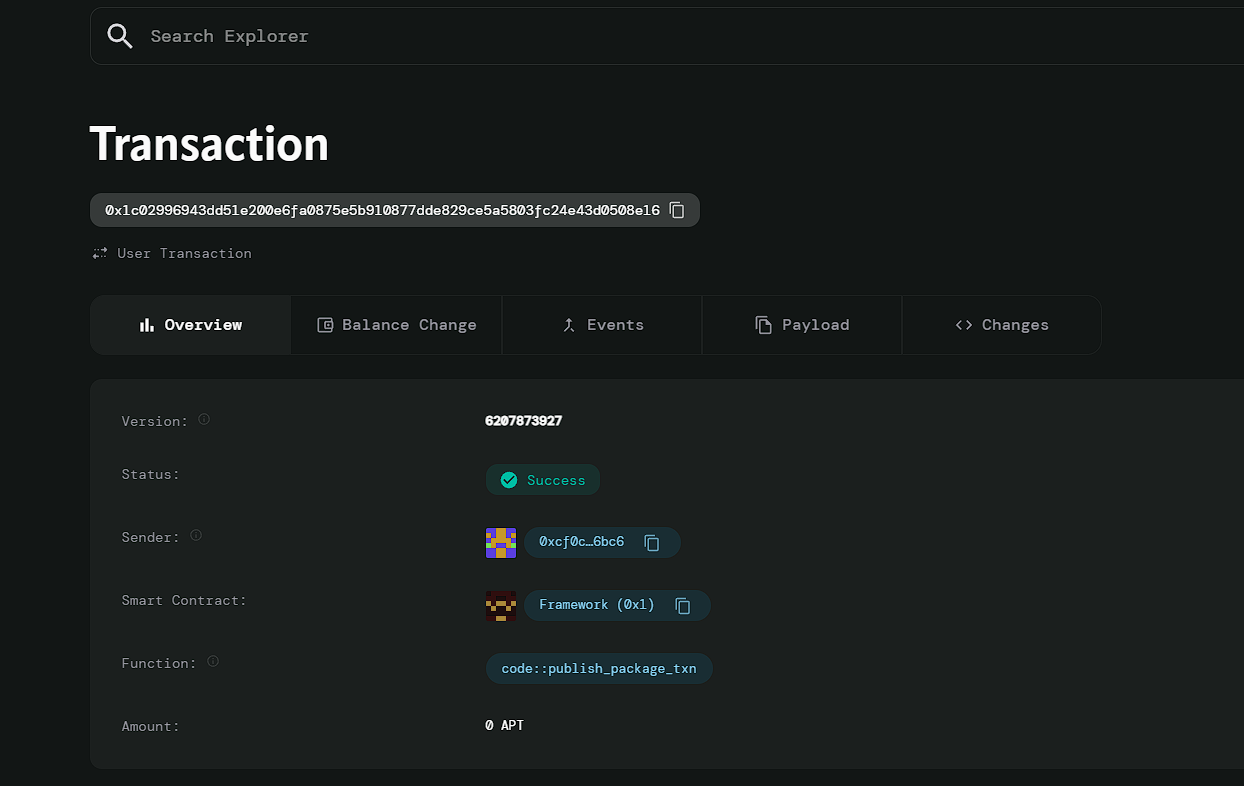 Search Explorer
Transaction
0x1c02996943dd51e200e6fa0875e5b910877dde829ce5a5803fc24e43d0508e16
User Transaction
Overview
Balance Change
Events
Payload
Changes
Version:
6207873927
Status:
Success
Sender:
0xcf0c…6bc6
Smart Contract:
Framework (0x1)
Function:
code::publish_package_txn
Amount:
0 APT